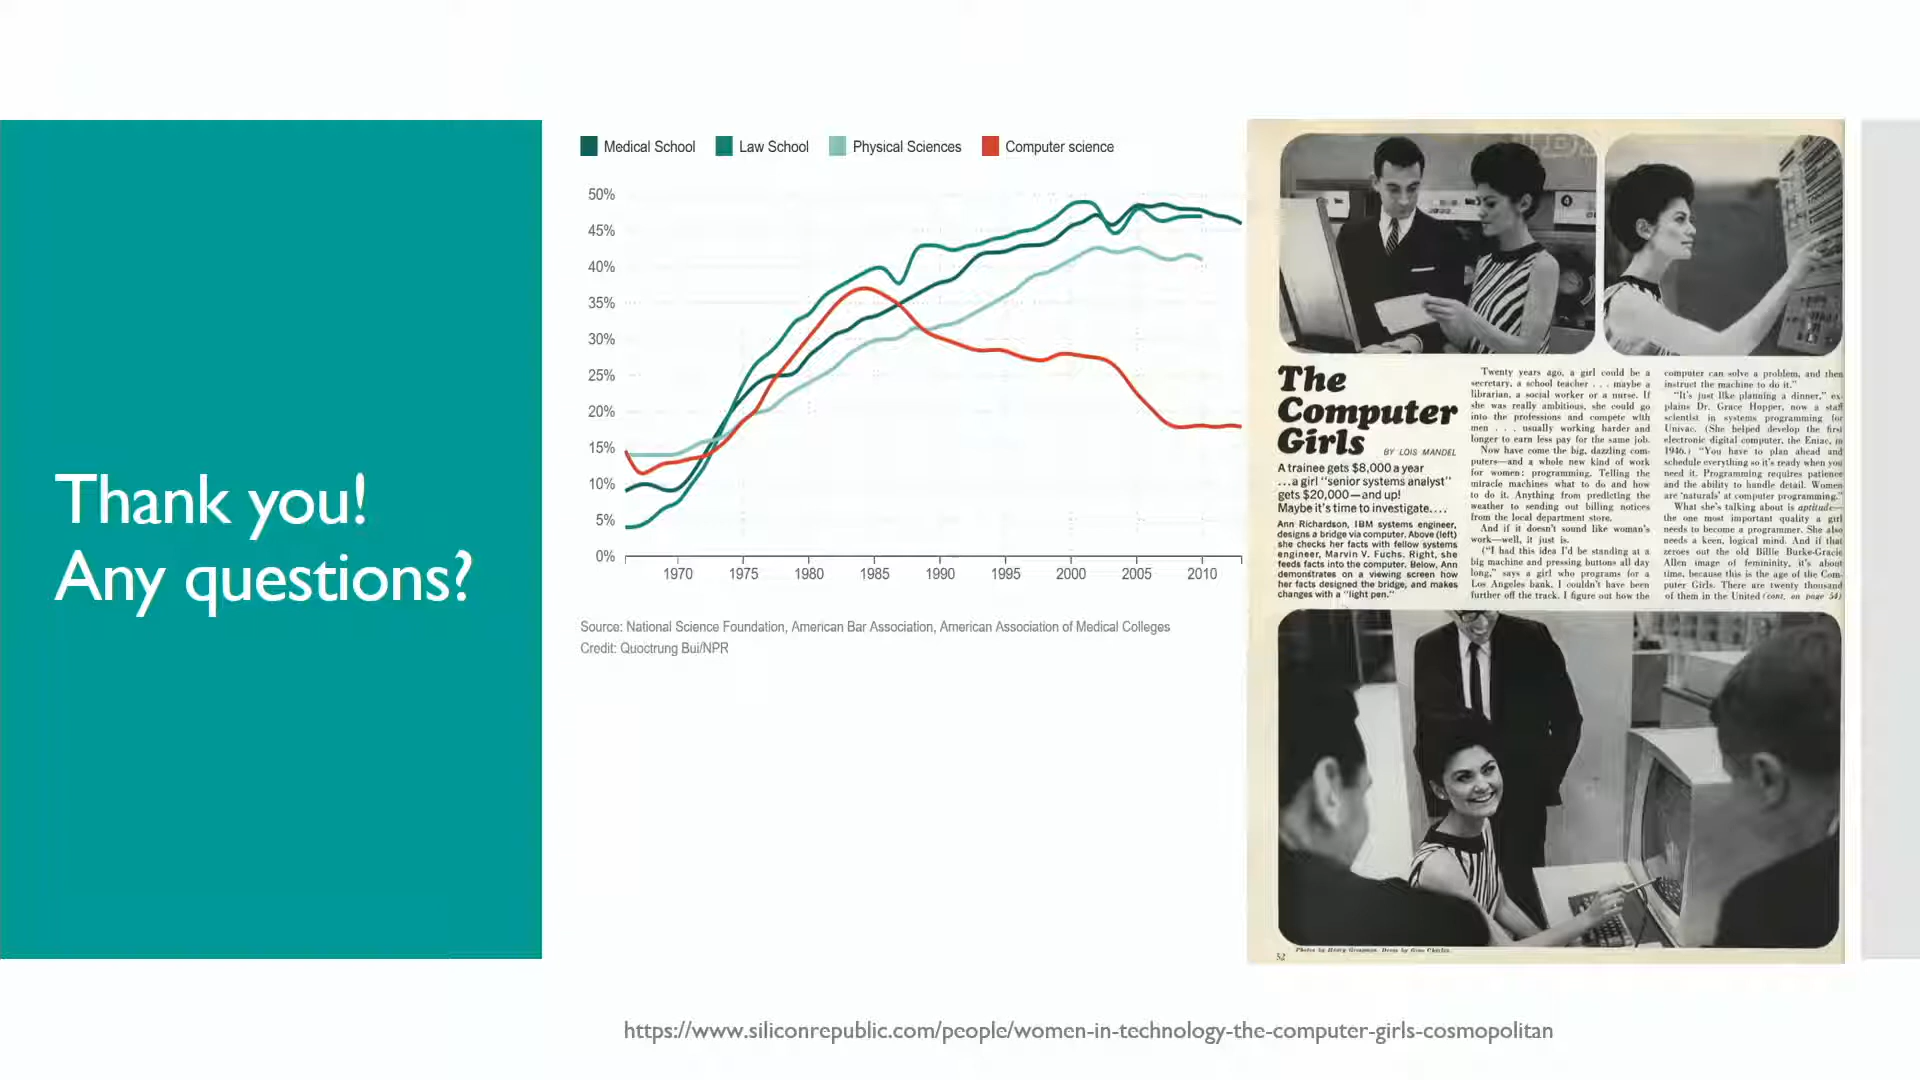 Thank you!
Any questions?
Medical School Law School Physical Sciences Computer science
50%
45%
40%
35%
30%
25%
20%
15%
10%
5%
0%
1970 1975 1980 1985 1990 1995 2000 2005 2010
Source: National Science Foundation, American Bar Association, American Association of Medical Colleges
Credit: Quoctrung Bui/NPR
The
Computer
Girls
BY LOIS MANDEL
A trainee gets $8,000 a year
...a girl "senior systems analyst"
gets $20,000—and up!
Maybe it's time to investigate....
Ann Richardson, IBM systems engineer,
designs a bridge via computer. Above (left)
she checks her facts with fellow systems
engineer, Marvin V. Fuchs. Right, she
feeds facts into the computer. Below, Ann
demonstrates on a viewing screen how
her facts designed the bridge, and makes
changes with a "light pen."
Twenty years ago, a girl could be a
secretary, a school teacher . . . maybe a
librarian, a social worker or a nurse. If
she was really ambitious, she could go
into the professions and compete with
men . . . usually working harder and
longer to earn less pay for the same job.
Now have come the big, dazzling com-
puters—and a whole new kind of work
for women: programming. Telling the
miracle machines what to do and how
to do it. Anything from predicting the
weather to sending out billing notices
from the local department store.
And if it doesn't sound like woman's
work—well, it just is.
("I had this idea I'd be standing at a
big machine and pressing buttons all day
long," says a girl who programs for a
Los Angeles bank. I couldn't have been
further off the track. I figure out how the
computer can solve a problem, and then
instruct the machine to do it."
"It's just like planning a dinner," ex-
plains Dr. Grace Hopper, now a staff
scientist in systems programming for
Univac. (She helped develop the first
electronic digital computer, the Eniac, in
1946.) "You have to plan ahead and
schedule everything so it's ready when you
need it. Programming requires patience
and the ability to handle detail. Women
are 'naturals' at computer programming."
What she's talking about is aptitude—
the one most important quality a girl
needs to become a programmer. She also
needs a keen, logical mind. And if that
zeroes out the old Billie Burke-Gracie
Allen image of femininity, it's about
time, because this is the age of the Com-
puter Girls. There are twenty thousand
of them in the United (cont. on page 54)
52
https://www.siliconrepublic.com/people/women-in-technology-the-computer-girls-cosmopolitan